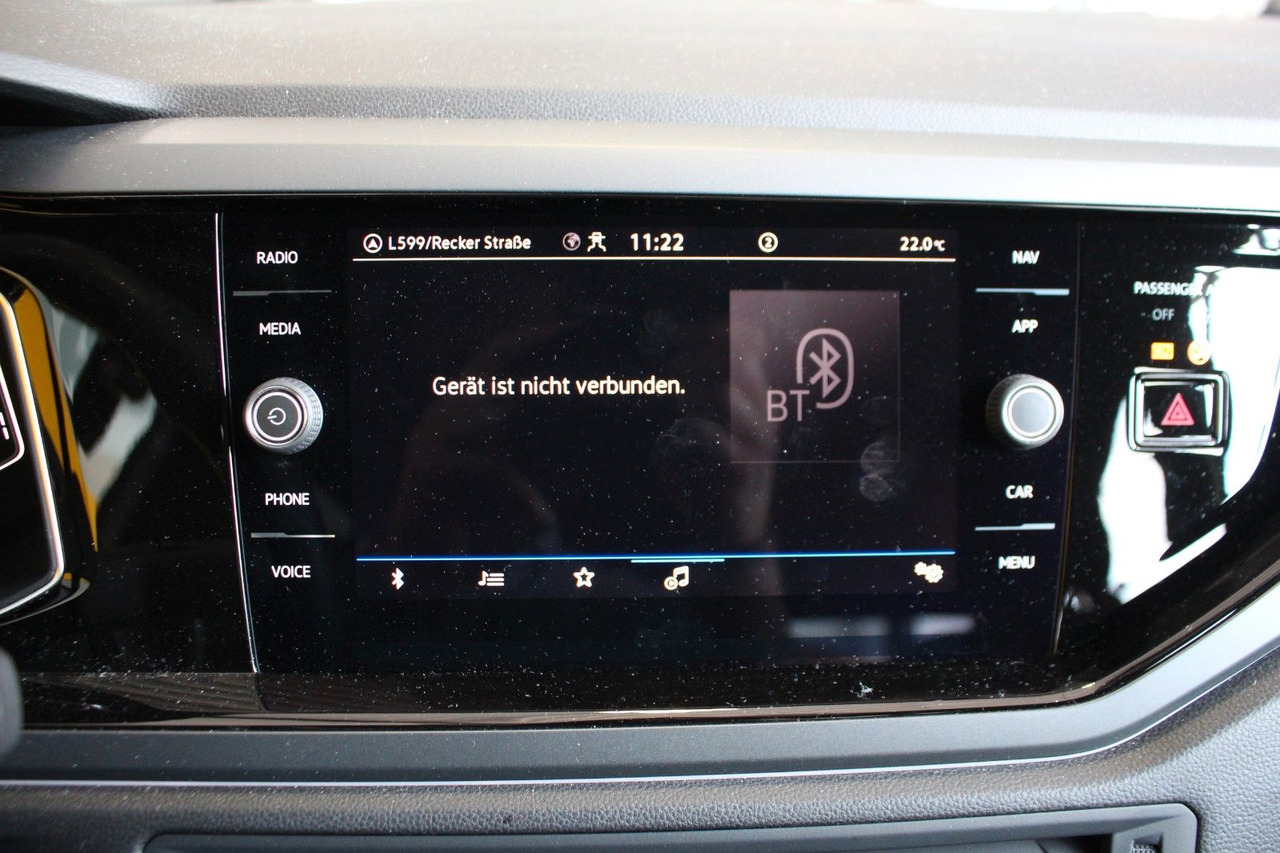 L599/Recker Straße 11:22 2 22.0°C
RADIO
MEDIA
PHONE
VOICE
Gerät ist nicht verbunden.
BT
NAV
APP
CAR
MENU
PASSENGER
OFF